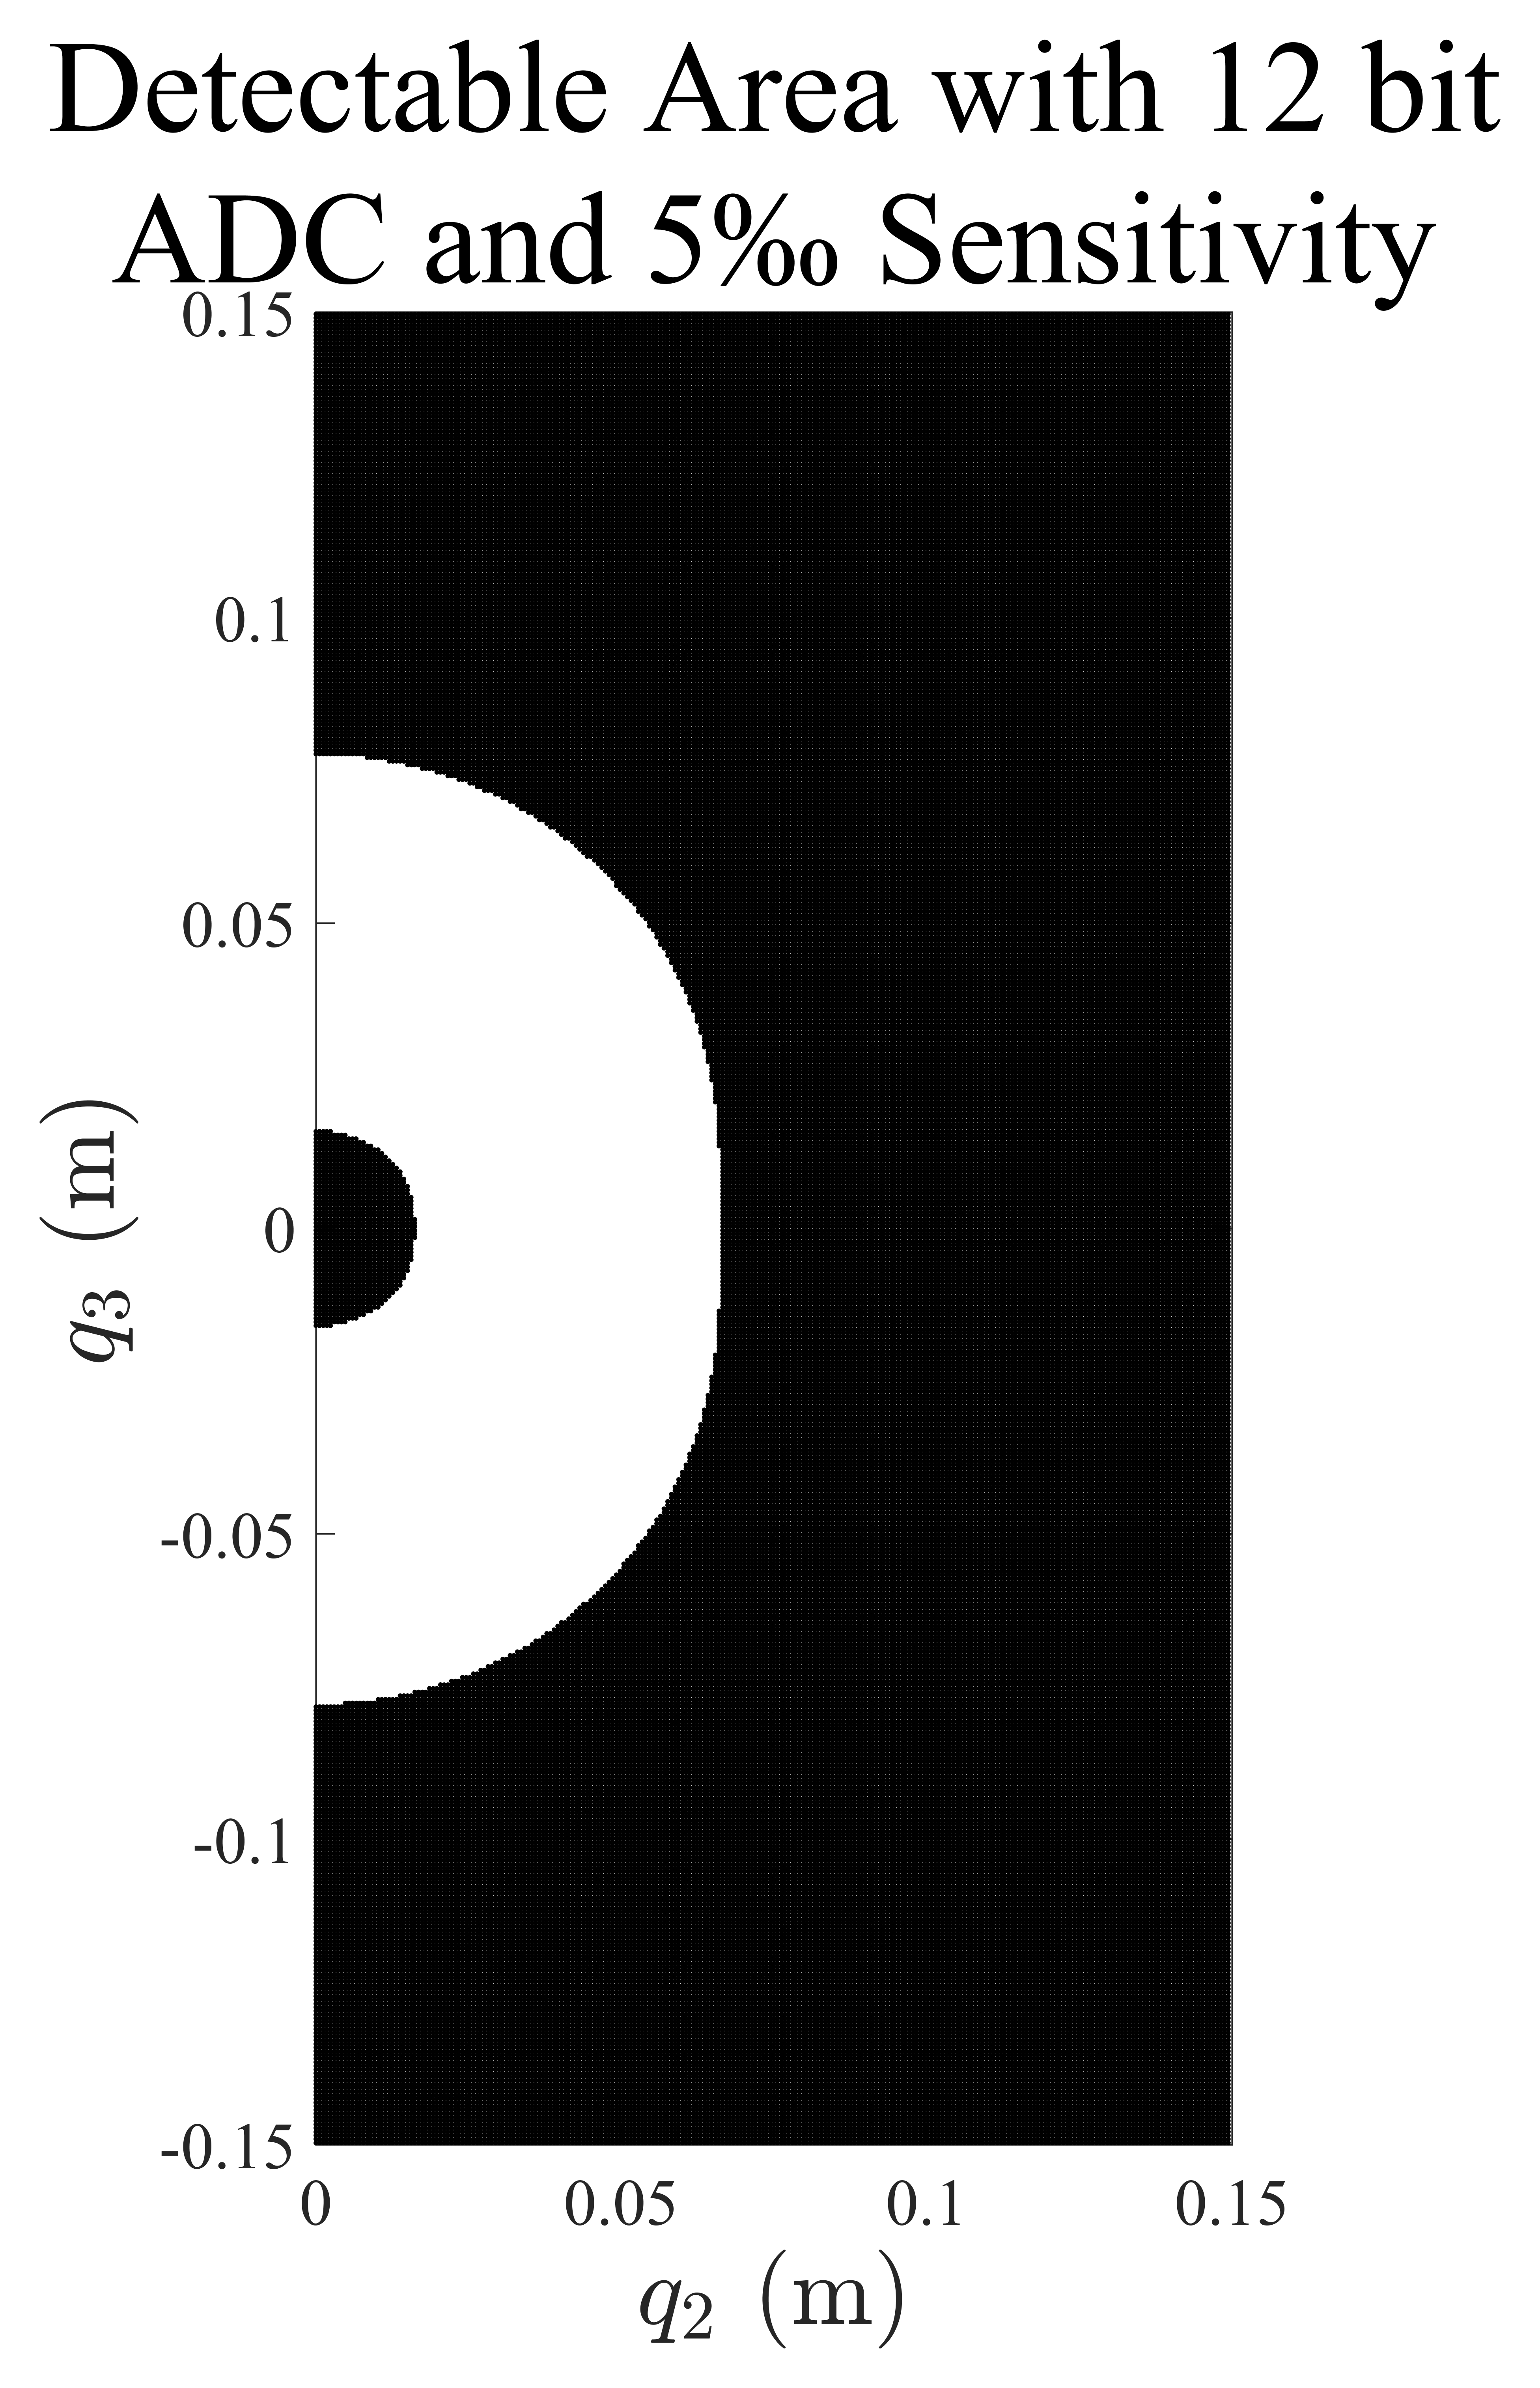 Detectable Area with 12 bit
ADC and 5‰ Sensitivity
0.15
0.1
0.05
0
-0.05
-0.1
-0.15
q3 (m)
0 0.05 0.1 0.15
q2 (m)